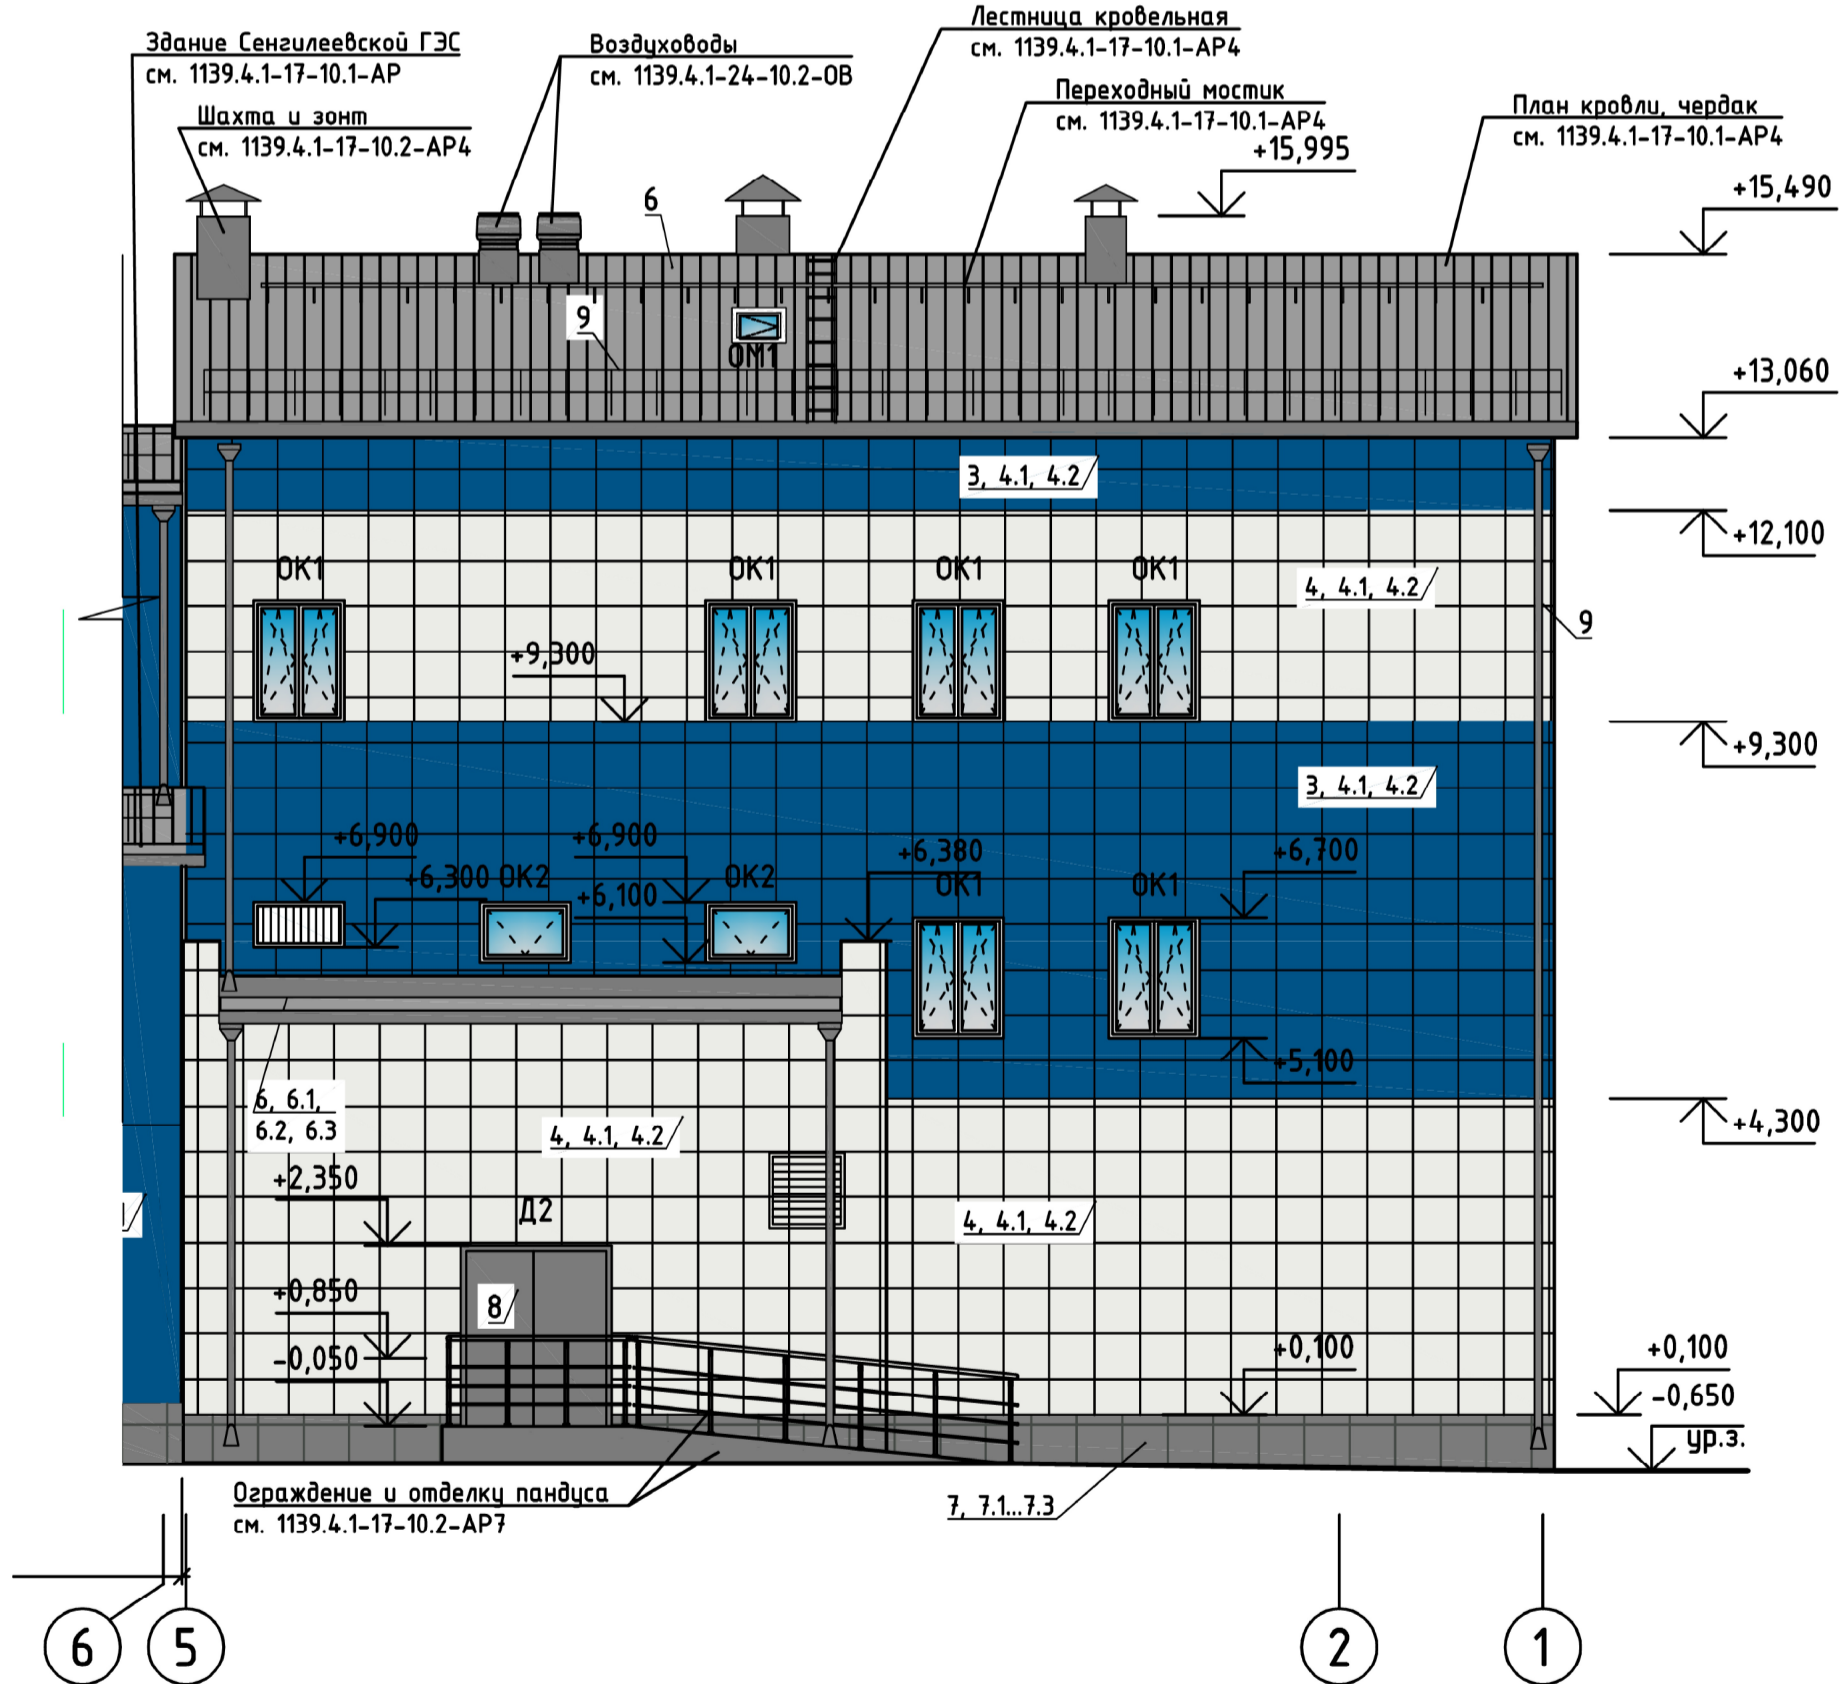 Лестница кровельная
см. 1139.4.1-17-10.1-АР4
Здание Сенгилеевской ГЭС
см. 1139.4.1-17-10.1-АР
Воздуховоды
см. 1139.4.1-24-10.2-ОВ
Переходный мостик
см. 1139.4.1-17-10.1-АР4
План кровли, чердак
см. 1139.4.1-17-10.1-АР4
Шахта и зонт
см. 1139.4.1-17-10.2-АР4
+15,995
+15,490
6
9
ОМ1
+13,060
3, 4.1, 4.2
+12,100
ОК1
ОК1
ОК1
ОК1
4, 4.1, 4.2
9
+9,300
+9,300
3, 4.1, 4.2
+6,900
+6,900
+6,380
+6,700
+6,300
ОК2
+6,100
ОК2
ОК1
ОК1
+5,100
6, 6.1,
6.2, 6.3
4, 4.1, 4.2
+4,300
+2,350
Д2
4, 4.1, 4.2
+0,850
8
-0,050
+0,100
+0,100
-0,650
ур.з.
Ограждение и отделку пандуса
см. 1139.4.1-17-10.2-АР7
7, 7.1...7.3
6
5
2
1